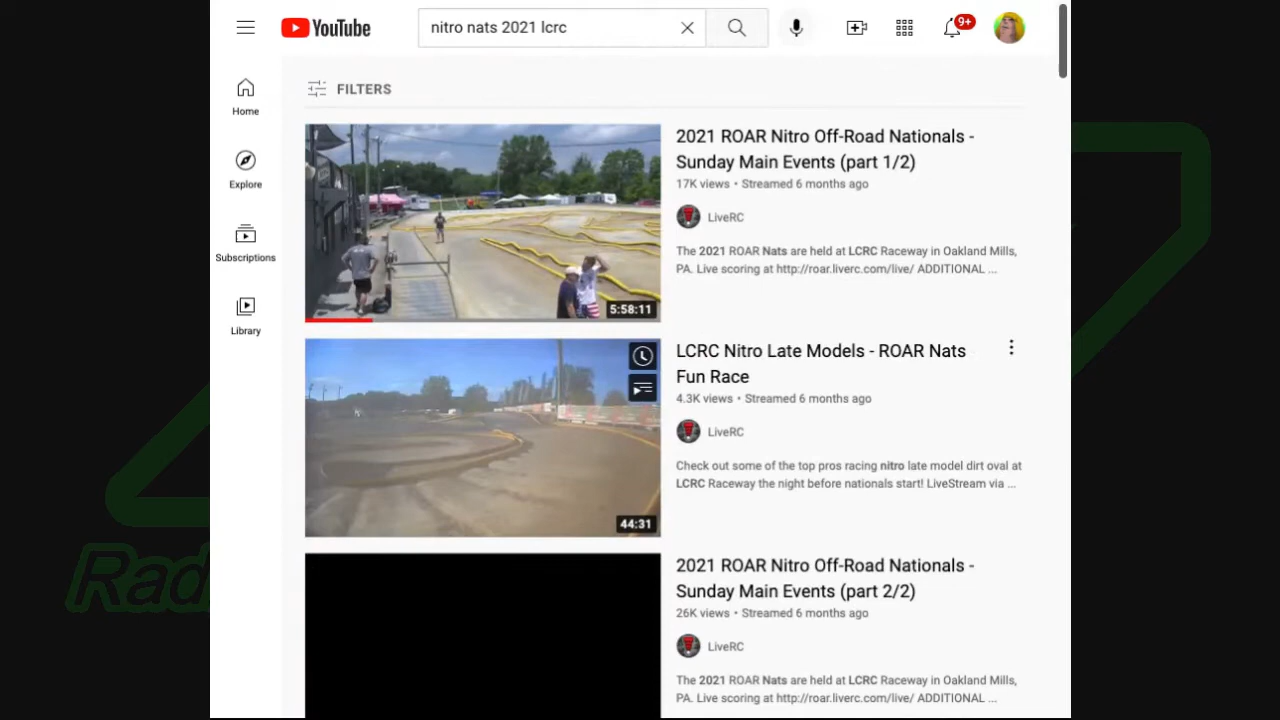 YouTube
nitro nats 2021 lcrc
9+
Home
Explore
Subscriptions
Library
FILTERS
5:58:11
2021 ROAR Nitro Off-Road Nationals -
Sunday Main Events (part 1/2)
17K views • Streamed 6 months ago
LiveRC
The 2021 ROAR Nats are held at LCRC Raceway in Oakland Mills,
PA. Live scoring at http://roar.liverc.com/live/ ADDITIONAL ...
44:31
LCRC Nitro Late Models - ROAR Nats
Fun Race
4.3K views • Streamed 6 months ago
LiveRC
Check out some of the top pros racing nitro late model dirt oval at
LCRC Raceway the night before nationals start! LiveStream via ...
2021 ROAR Nitro Off-Road Nationals -
Sunday Main Events (part 2/2)
26K views • Streamed 6 months ago
LiveRC
The 2021 ROAR Nats are held at LCRC Raceway in Oakland Mills,
PA. Live scoring at http://roar.liverc.com/live/ ADDITIONAL ...
Rad